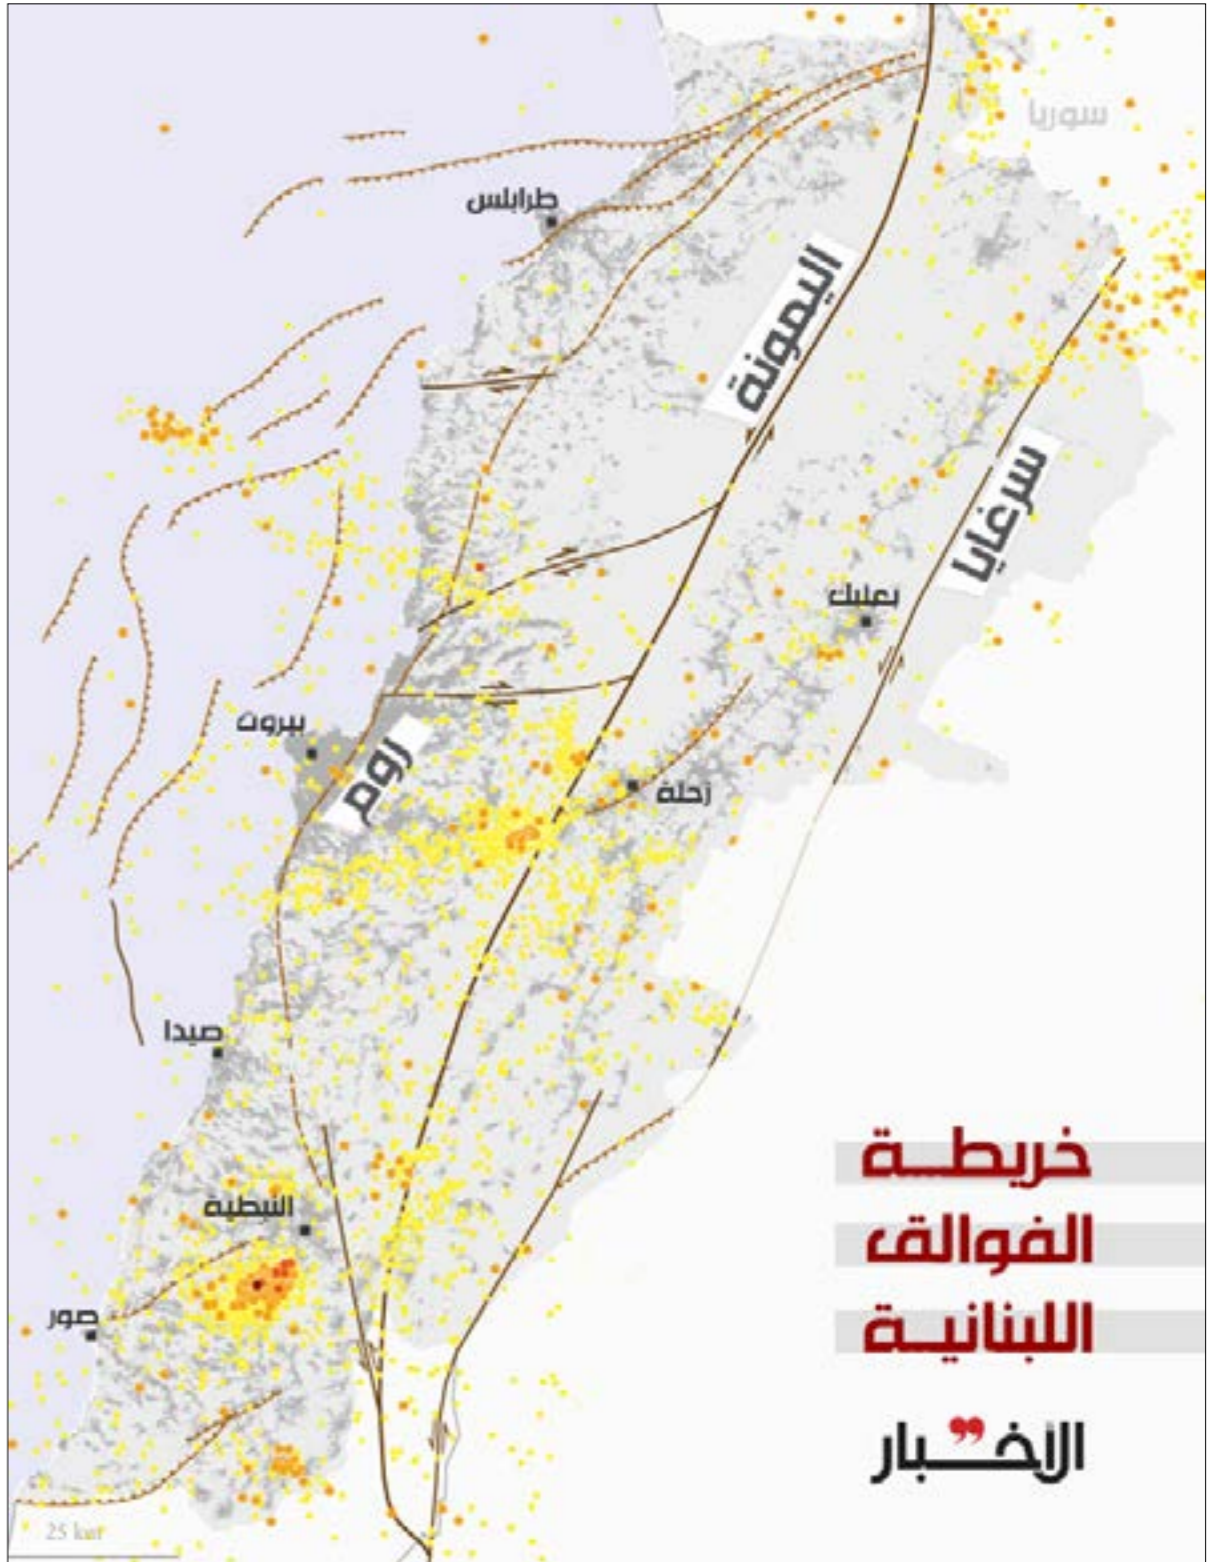 سوريا
طرابلس
اليمونة
سرغايا
بعلبك
بيروت
روم
زحلة
صيدا
النبطية
صور
خريطة
الفوالق
اللبنانية
الأخبار
25 km